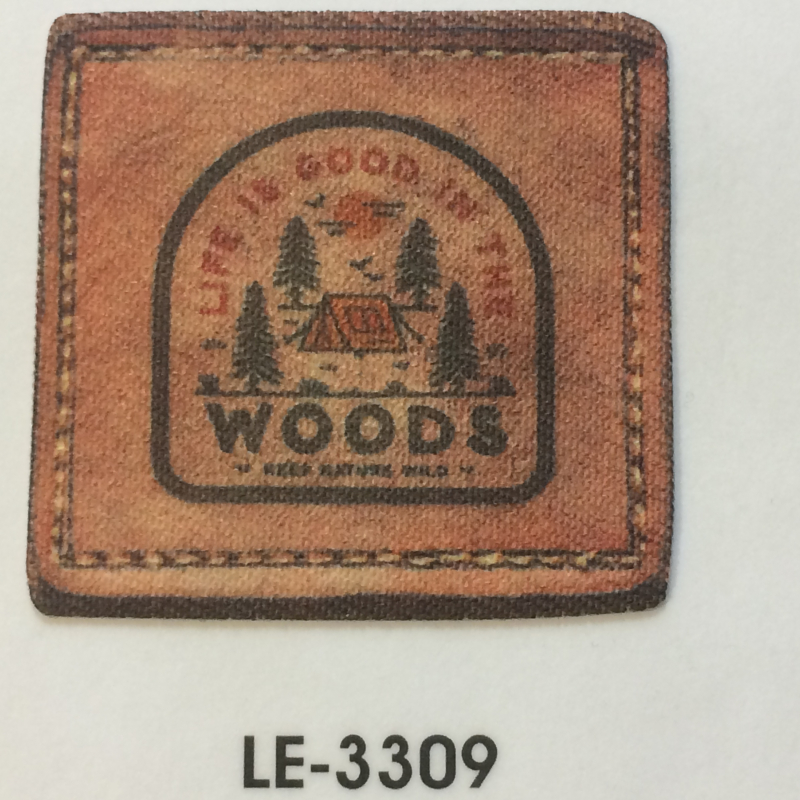 LIFE IS GOOD IN THE
WOODS
KEEP NATURE WILD
LE-3309